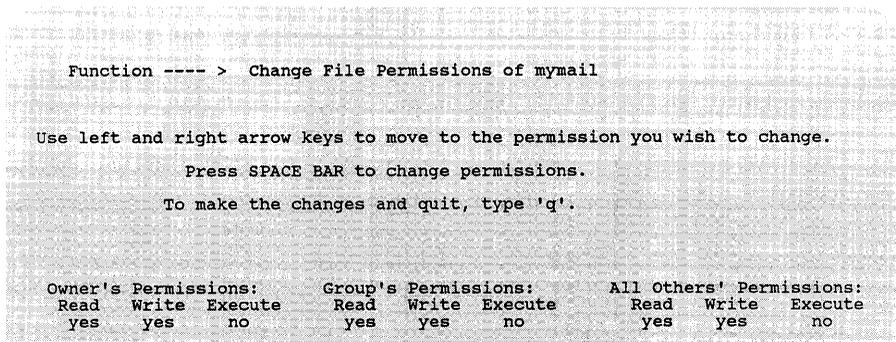 Function ---- > Change File Permissions of mymail
Use left and right arrow keys to move to the permission you wish to change.
Press SPACE BAR to change permissions.
To make the changes and quit, type 'q'.
Owner's Permissions: Group's Permissions: All Others' Permissions:
Read Write Execute Read Write Execute Read Write Execute
yes yes no yes yes no yes yes no